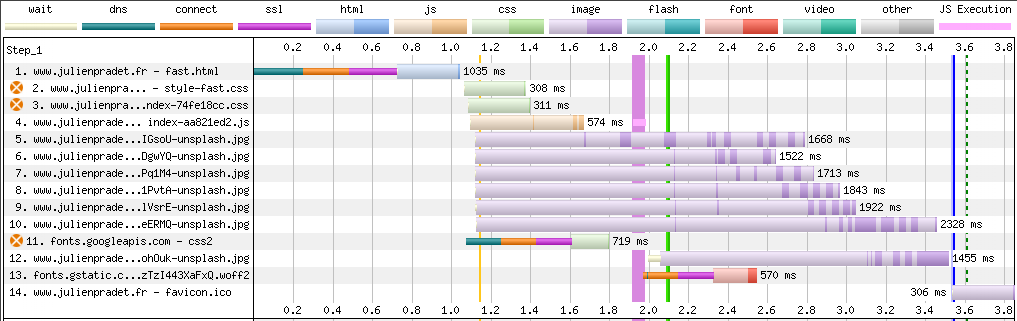 wait dns connect ssl html js css image flash font video other JS Execution
Step_1 0.2 0.4 0.6 0.8 1.0 1.2 1.4 1.6 1.8 2.0 2.2 2.4 2.6 2.8 3.0 3.2 3.4 3.6 3.8
1. www.julienpradet.fr – fast.html 1035 ms
2. www.julienpra... – style-fast.css 308 ms
3. www.julienpra...ndex-74fe18cc.css 311 ms
4. www.julienprade... index-aa821ed2.js 574 ms
5. www.julienprade...IGsoU-unsplash.jpg 1668 ms
6. www.julienprade...DgwYQ-unsplash.jpg 1522 ms
7. www.julienprade...Pq1M4-unsplash.jpg 1713 ms
8. www.julienprade...1PvtA-unsplash.jpg 1843 ms
9. www.julienprade...lVsrE-unsplash.jpg 1922 ms
10. www.julienprade...eERMQ-unsplash.jpg 2328 ms
11. fonts.googleapis.com – css2 719 ms
12. www.julienprade...ohOuk-unsplash.jpg 1455 ms
13. fonts.gstatic.c...zTzI443XaFxQ.woff2 570 ms
14. www.julienpradet.fr – favicon.ico 306 ms
0.2 0.4 0.6 0.8 1.0 1.2 1.4 1.6 1.8 2.0 2.2 2.4 2.6 2.8 3.0 3.2 3.4 3.6 3.8